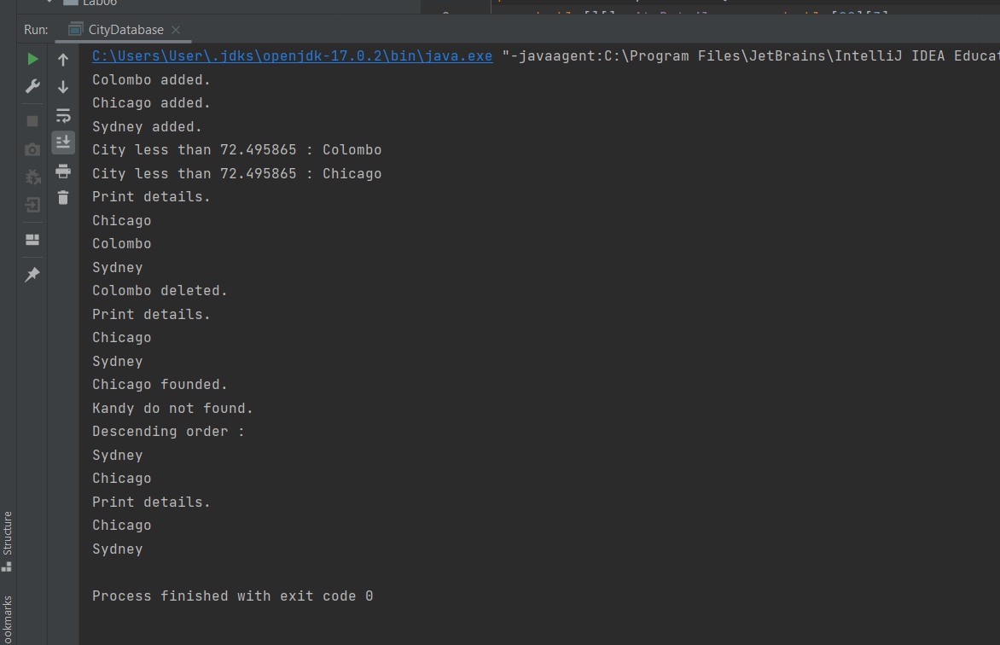 Lab06
Run:
CityDatabase
C:\Users\User\.jdks\openjdk-17.0.2\bin\java.exe "-javaagent:C:\Program Files\JetBrains\IntelliJ IDEA Educat
Colombo added.
Chicago added.
Sydney added.
City less than 72.495865 : Colombo
City less than 72.495865 : Chicago
Print details.
Chicago
Colombo
Sydney
Colombo deleted.
Print details.
Chicago
Sydney
Chicago founded.
Kandy do not found.
Descending order :
Sydney
Chicago
Print details.
Chicago
Sydney
Process finished with exit code 0
Structure
ookmarks